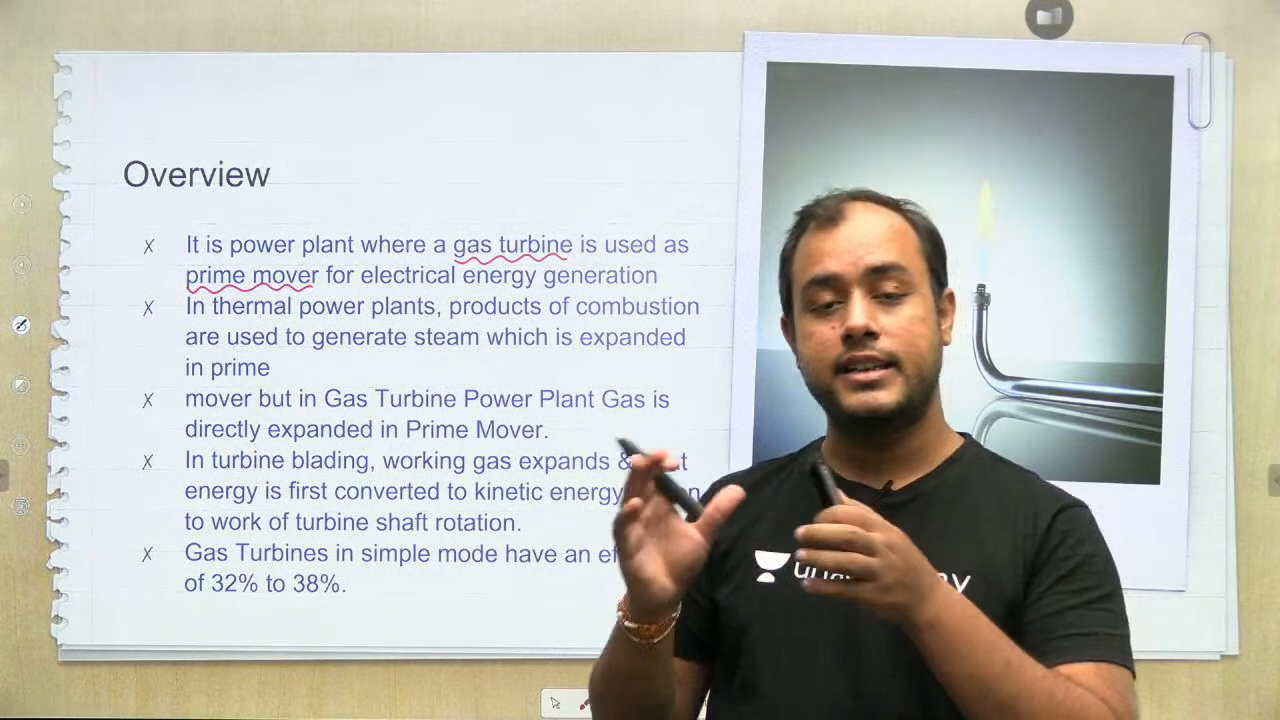 Overview
It is power plant where a gas turbine is used as
prime mover for electrical energy generation
In thermal power plants, products of combustion
are used to generate steam which is expanded
in prime
mover but in Gas Turbine Power Plant Gas is
directly expanded in Prime Mover.
In turbine blading, working gas expands &
energy is first converted to kinetic energy
to work of turbine shaft rotation.
Gas Turbines in simple mode have an
of 32% to 38%.